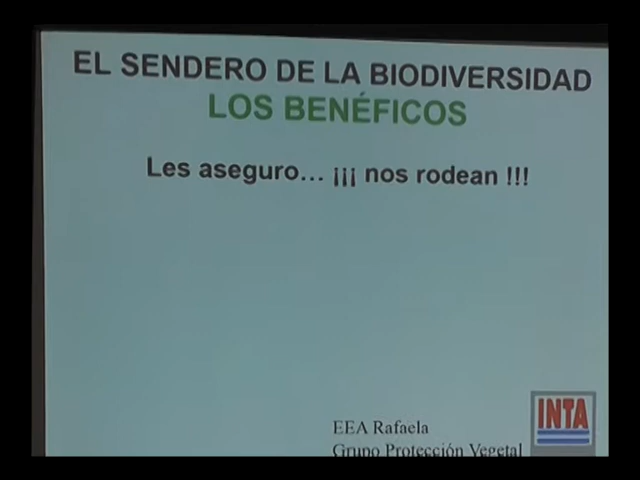 EL SENDERO DE LA BIODIVERSIDAD
LOS BENÉFICOS
Les aseguro... ¡¡¡ nos rodean !!!
EEA Rafaela
Grupo Protección Vegetal
INTA